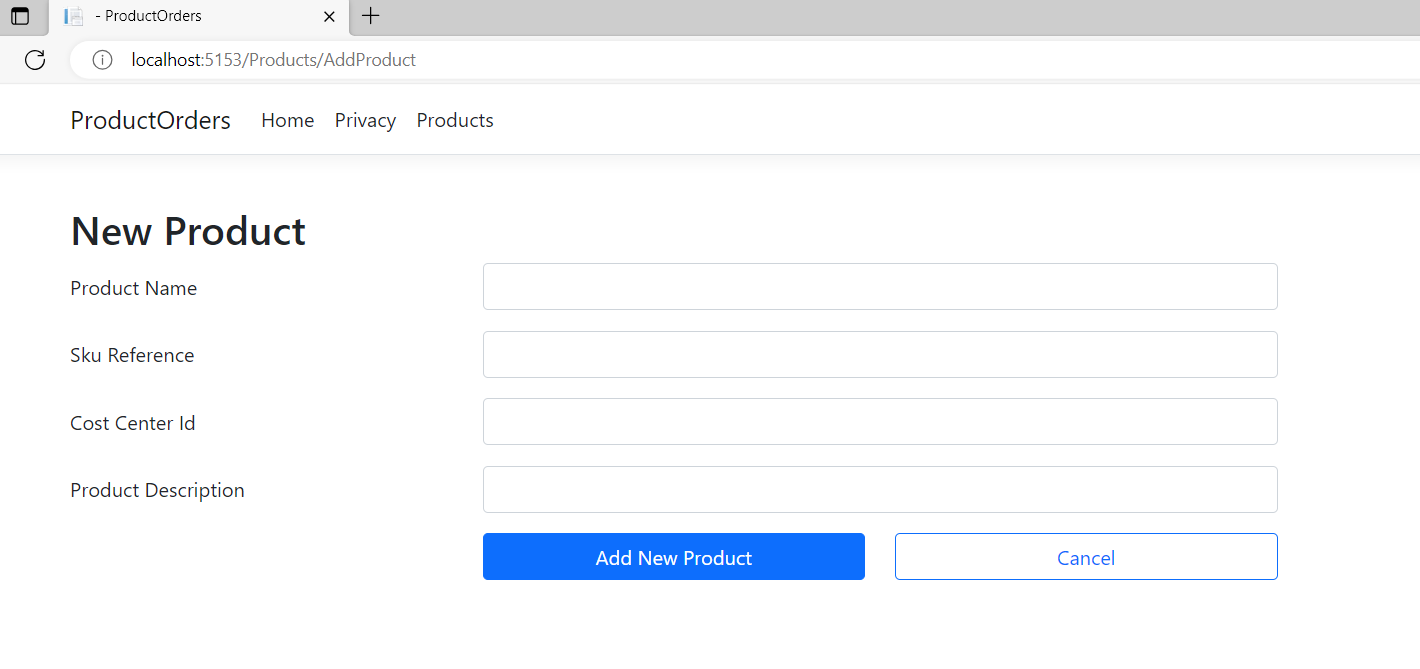 - ProductOrders
localhost:5153/Products/AddProduct
ProductOrders Home Privacy Products
New Product
Product Name
Sku Reference
Cost Center Id
Product Description
Add New Product Cancel